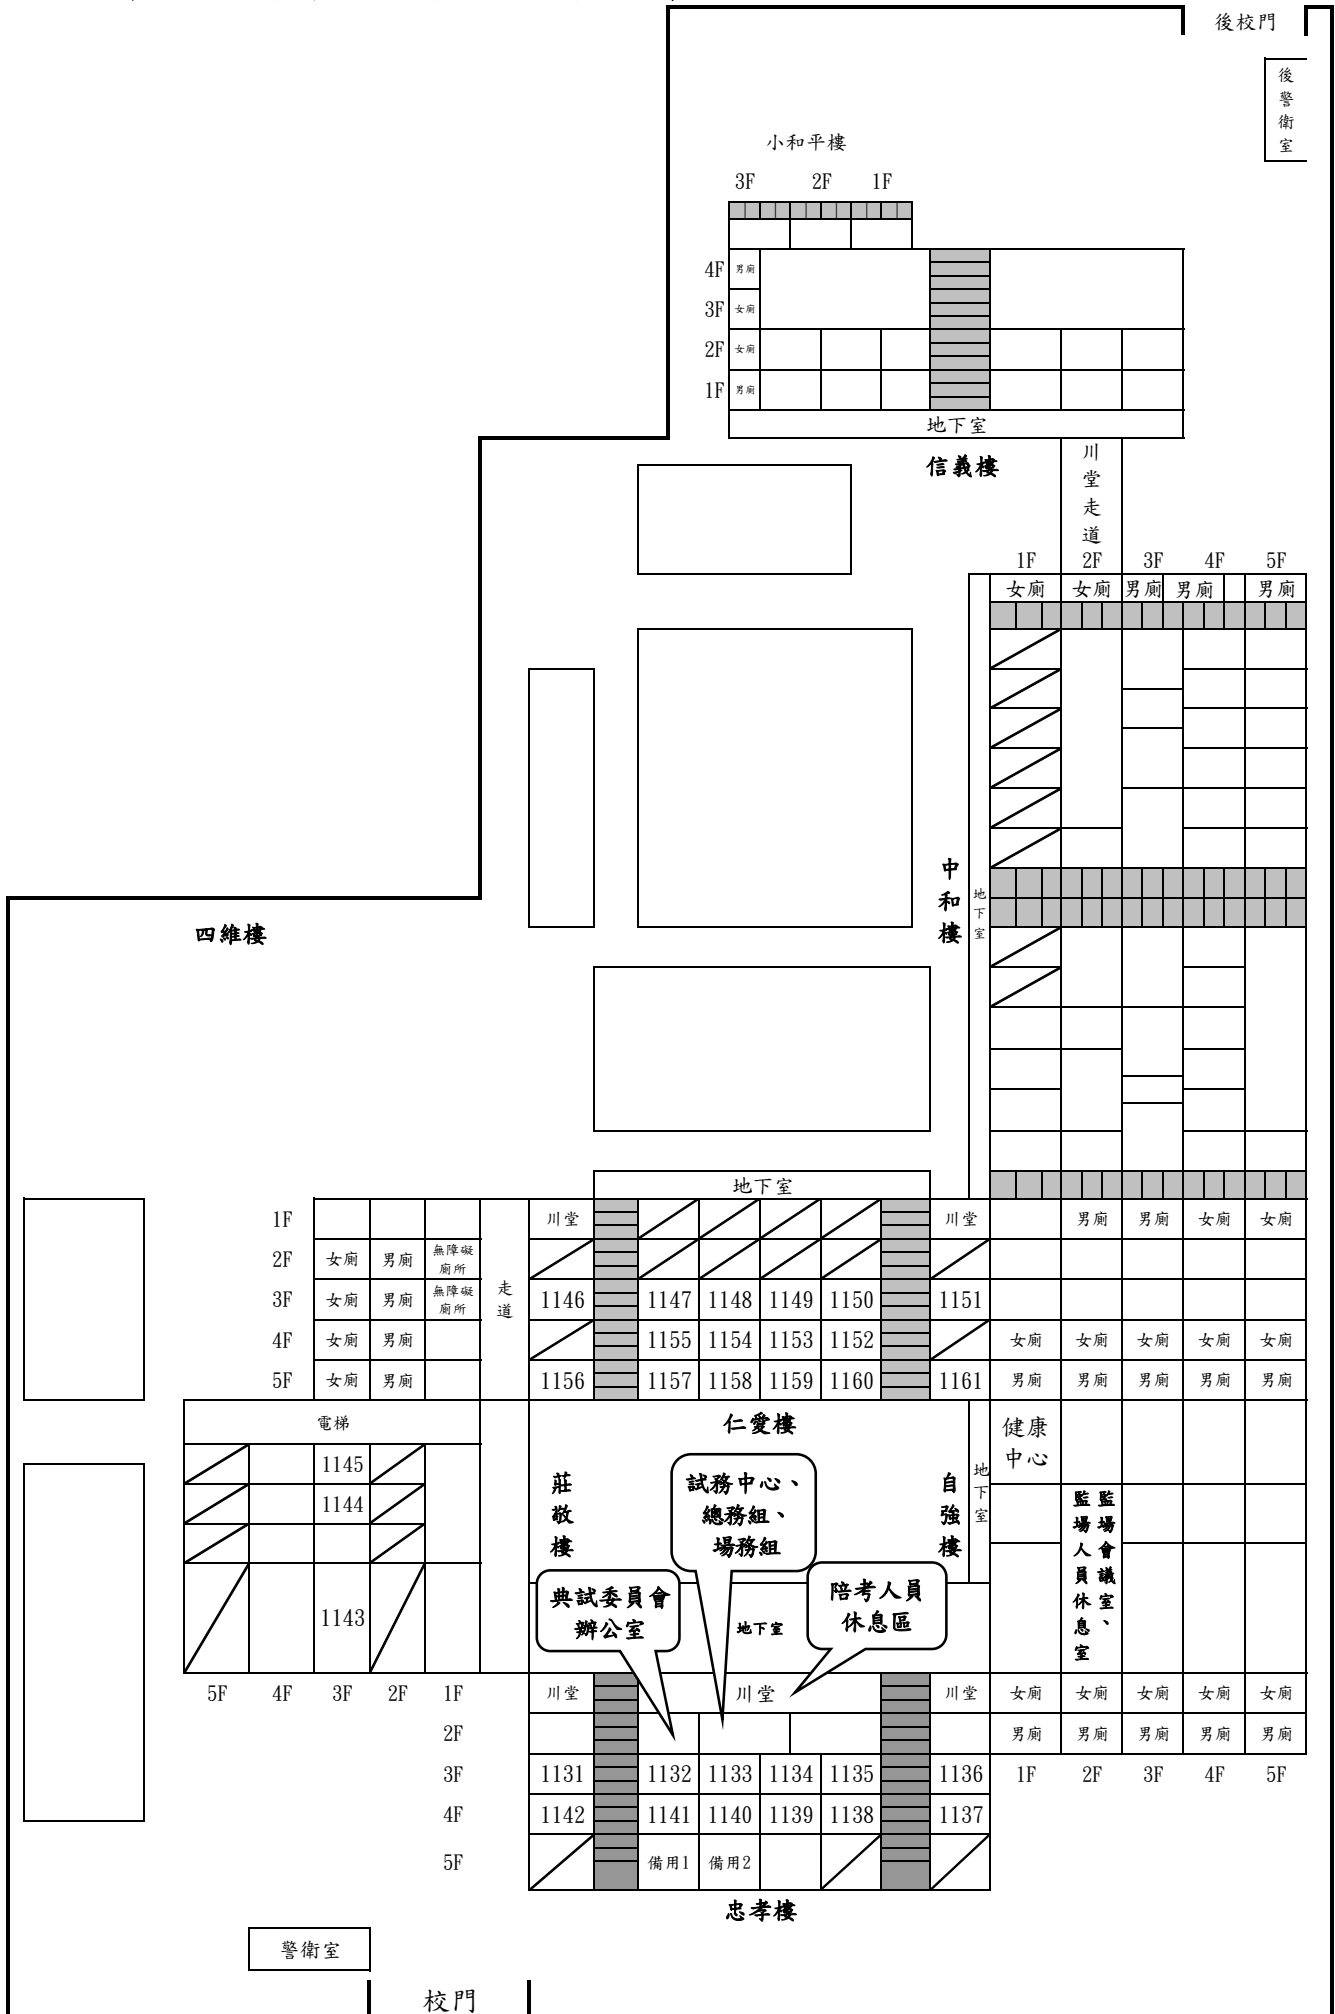 後校門
後警衛室
小和平樓
3F 2F 1F
4F 男廁
3F 女廁
2F 女廁
1F 男廁
地下室
信義樓
川堂走道
1F 2F 3F 4F 5F
女廁 女廁 男廁 男廁 男廁
中和樓
地下室
四維樓
地下室
1F 川堂 川堂 男廁 男廁 女廁 女廁
2F 女廁 男廁 無障礙廁所
3F 女廁 男廁 無障礙廁所 走道 1146 1147 1148 1149 1150 1151
4F 女廁 男廁 1155 1154 1153 1152 女廁 女廁 女廁 女廁 女廁
5F 女廁 男廁 1156 1157 1158 1159 1160 1161 男廁 男廁 男廁 男廁 男廁
電梯
仁愛樓
健康中心
1145
1144
1143
莊敬樓
試務中心、
總務組、
場務組
自強樓
地下室
監場會議室、
監場人員休息室
典試委員會
辦公室
地下室
陪考人員
休息區
5F 4F 3F 2F 1F 川堂 川堂 川堂 女廁 女廁 女廁 女廁 女廁
2F 男廁 男廁 男廁 男廁 男廁
3F 1131 1132 1133 1134 1135 1136 1F 2F 3F 4F 5F
4F 1142 1141 1140 1139 1138 1137
5F 備用1 備用2
忠孝樓
警衛室
校門